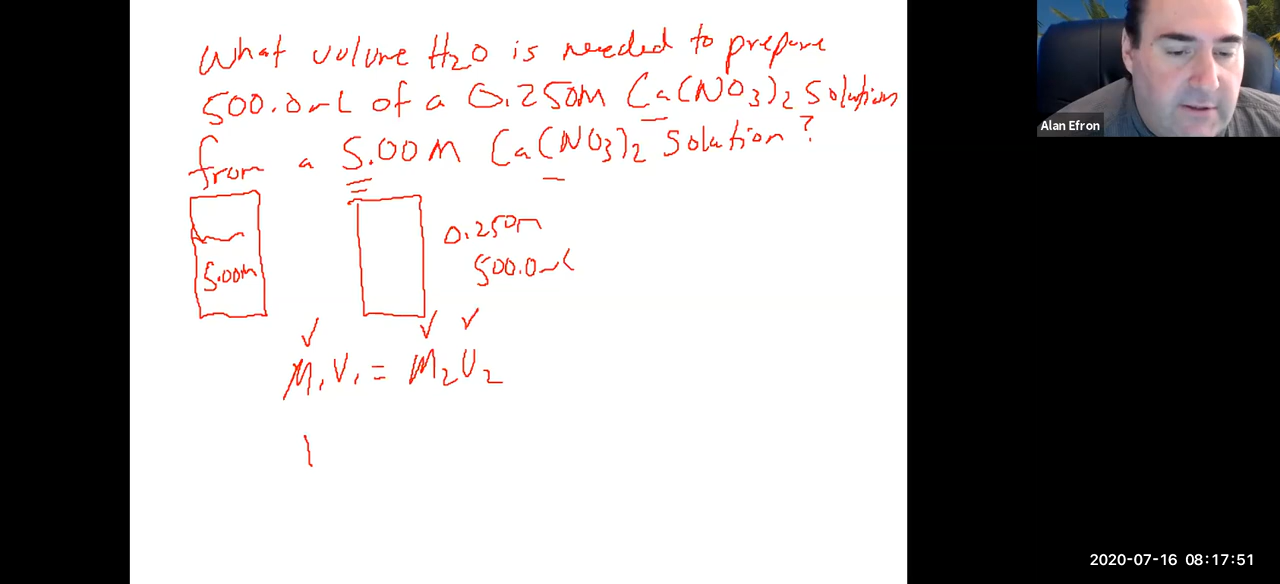 What volume H2O is needed to prepare
500.0mL of a 0.250M Ca(NO3)2 Solution
from a 5.00M Ca(NO3)2 Solution?
5.00M
0.250M
500.0mL
M1V1 = M2V2
Alan Efron
2020-07-16 08:17:51